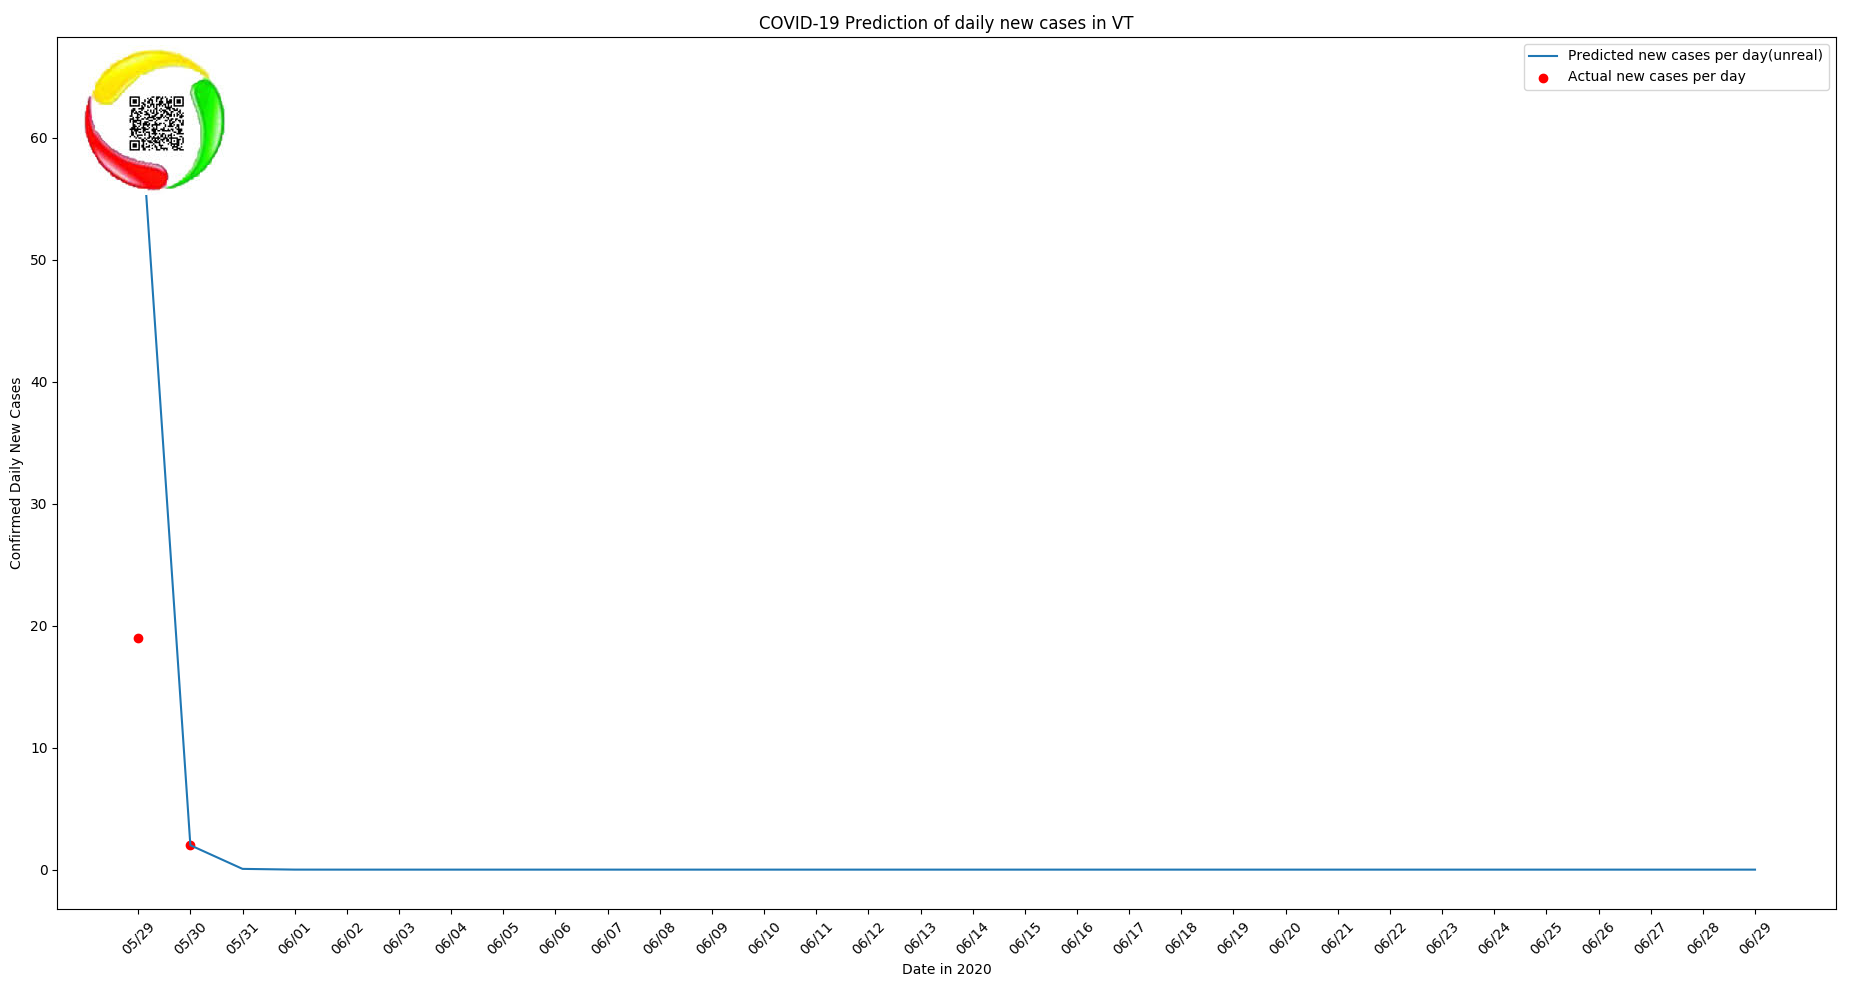 COVID-19 Prediction of daily new cases in VT
Predicted new cases per day(unreal)
Actual new cases per day
60
50
40
30
20
10
0
Confirmed Daily New Cases
05/29 05/30 05/31 06/01 06/02 06/03 06/04 06/05 06/06 06/07 06/08 06/09 06/10 06/11 06/12 06/13 06/14 06/15 06/16 06/17 06/18 06/19 06/20 06/21 06/22 06/23 06/24 06/25 06/26 06/27 06/28 06/29
Date in 2020